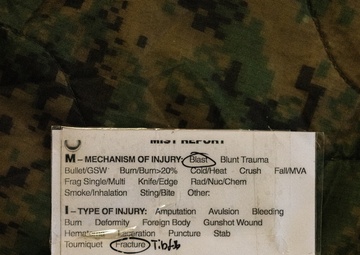 MIST REPORT
M – MECHANISM OF INJURY: Blast Blunt Trauma
Bullet/GSW Burn/Burn>20% Cold/Heat Crush Fall/MVA
Frag Single/Multi Knife/Edge Rad/Nuc/Chem
Smoke/Inhalation Sting/Bite Other:
I – TYPE OF INJURY: Amputation Avulsion Bleeding
Burn Deformity Foreign Body Gunshot Wound
Hematoma Laceration Puncture Stab
Tourniquet Fracture